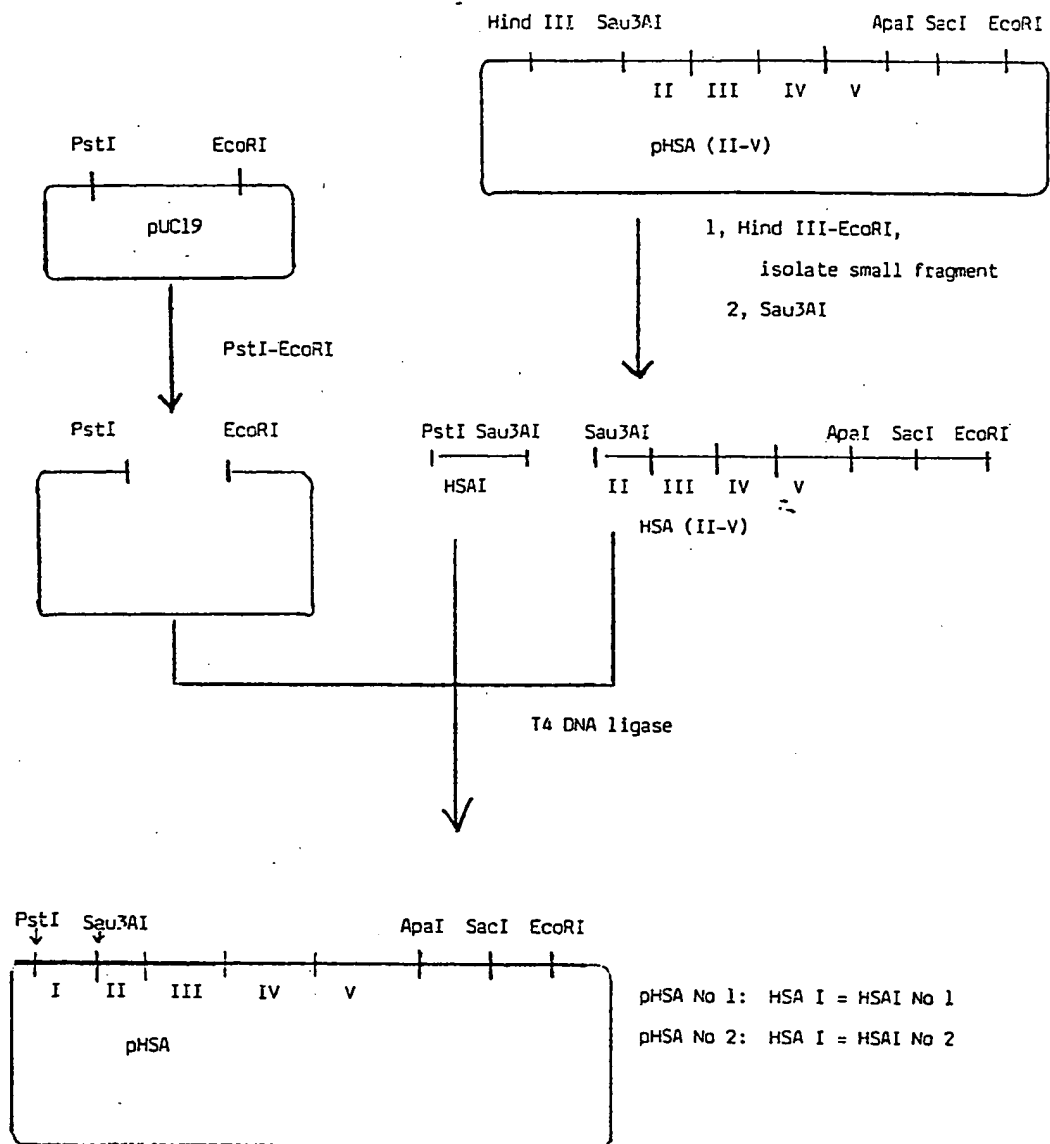 Hind III Sau3AI ApaI SacI EcoRI
II III IV V
pHSA (II-V)
PstI EcoRI
pUC19
1, Hind III-EcoRI,
isolate small fragment
2, Sau3AI
PstI-EcoRI
PstI EcoRI
PstI Sau3AI Sau3AI ApaI SacI EcoRI
HSAI II III IV V
HSA (II-V)
T4 DNA ligase
PstI Sau3AI ApaI SacI EcoRI
I II III IV V
pHSA
pHSA No 1: HSA I = HSAI No 1
pHSA No 2: HSA I = HSAI No 2